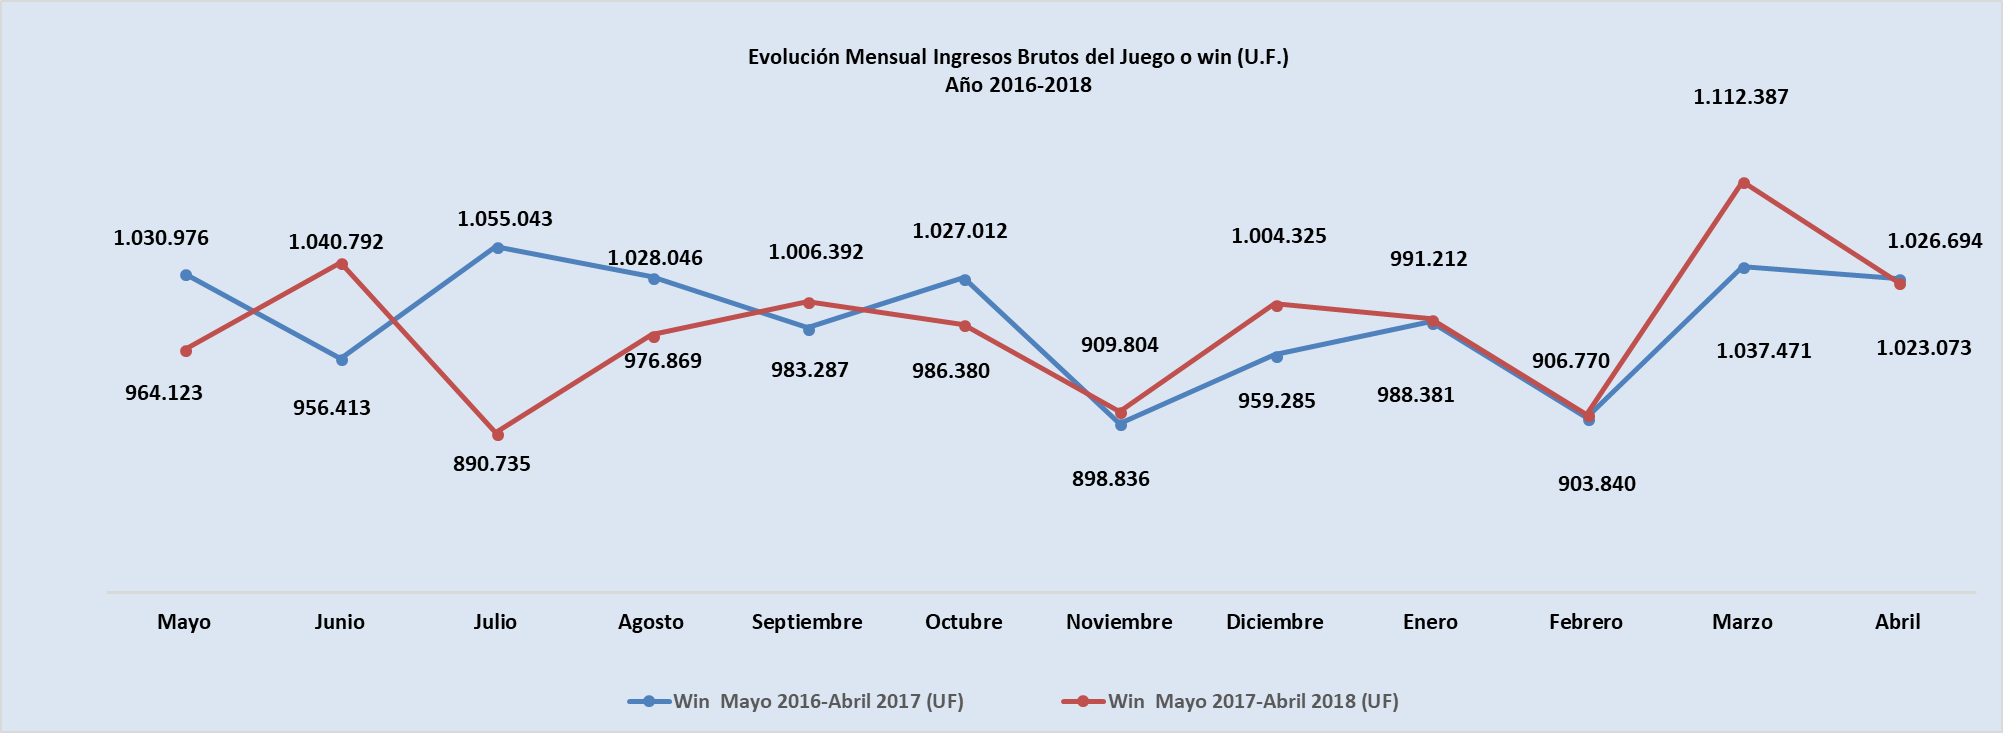 Evolución Mensual Ingresos Brutos del Juego o win (U.F.)
Año 2016-2018
1.112.387
1.030.976
1.040.792
1.055.043
1.028.046
1.006.392
1.027.012
909.804
1.004.325
991.212
906.770
1.026.694
964.123
956.413
890.735
976.869
983.287
986.380
898.836
959.285
988.381
903.840
1.037.471
1.023.073
Mayo
Junio
Julio
Agosto
Septiembre
Octubre
Noviembre
Diciembre
Enero
Febrero
Marzo
Abril
Win  Mayo 2016-Abril 2017 (UF)
Win  Mayo 2017-Abril 2018 (UF)